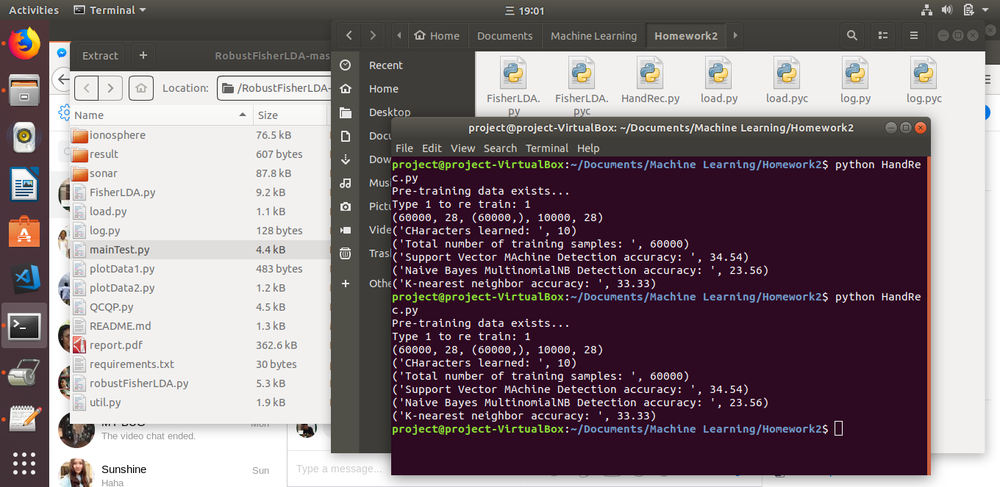 Activities
Terminal
三 19:01
Extract
RobustFisherLDA-mas
Location:
/RobustFisherLDA-
Name
Size
ionosphere 76.5 kB
result 607 bytes
sonar 87.8 kB
FisherLDA.py 9.2 kB
load.py 1.1 kB
log.py 128 bytes
mainTest.py 4.4 kB
plotData1.py 483 bytes
plotData2.py 1.2 kB
QCQP.py 4.5 kB
README.md 1.3 kB
report.pdf 362.6 kB
requirements.txt 30 bytes
robustFisherLDA.py 5.3 kB
util.py 1.9 kB
Mon
The video chat ended.
Sunshine Sun
Haha
Type a message...
Home
Documents
Machine Learning
Homework2
Recent
Home
Desktop
Docu
Dow
Musi
Pictu
Vide
Tras
Othe
FisherLDA.
py
FisherLDA.
pyc
HandRec.py
load.py
load.pyc
log.py
log.pyc
project@project-VirtualBox: ~/Documents/Machine Learning/Homework2
File Edit View Search Terminal Help
project@project-VirtualBox:~/Documents/Machine Learning/Homework2$ python HandRe
c.py
Pre-training data exists...
Type 1 to re train: 1
(60000, 28, (60000,), 10000, 28)
('CHaracters learned: ', 10)
('Total number of training samples: ', 60000)
('Support Vector MAchine Detection accuracy: ', 34.54)
('Naive Bayes MultinomialNB Detection accuracy: ', 23.56)
('K-nearest neighbor accuracy: ', 33.33)
project@project-VirtualBox:~/Documents/Machine Learning/Homework2$ python HandRe
c.py
Pre-training data exists...
Type 1 to re train: 1
(60000, 28, (60000,), 10000, 28)
('CHaracters learned: ', 10)
('Total number of training samples: ', 60000)
('Support Vector MAchine Detection accuracy: ', 34.54)
('Naive Bayes MultinomialNB Detection accuracy: ', 23.56)
('K-nearest neighbor accuracy: ', 33.33)
project@project-VirtualBox:~/Documents/Machine Learning/Homework2$